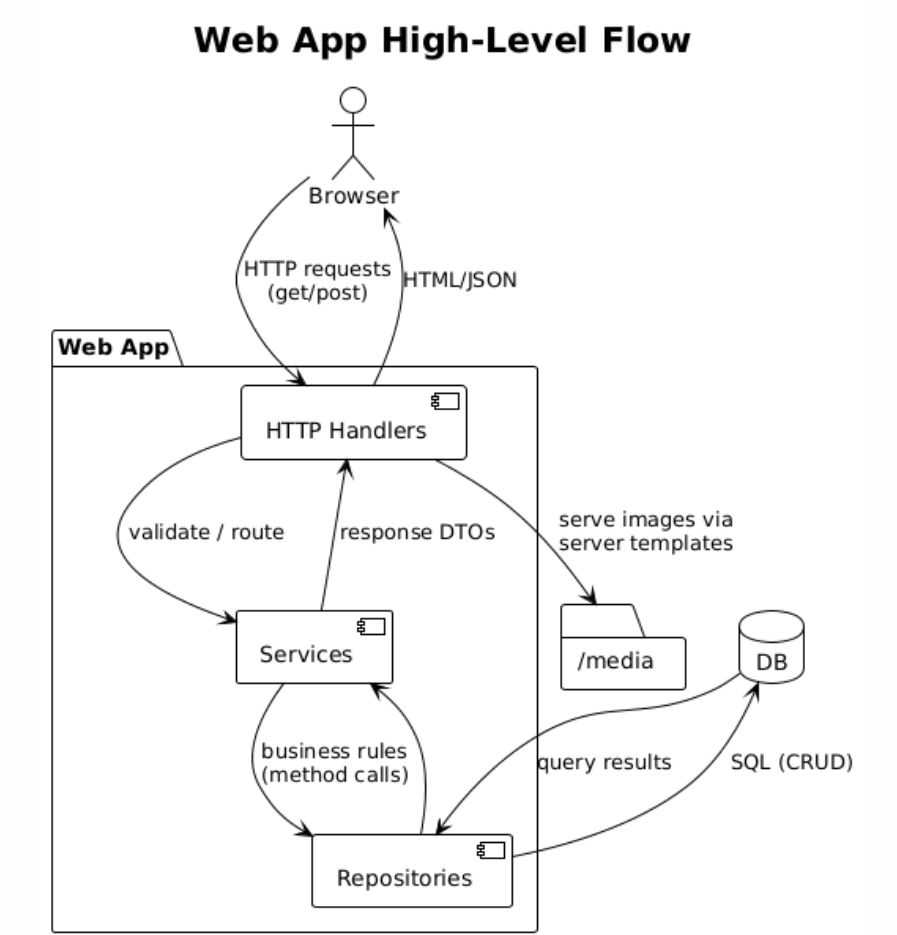 Web App High-Level Flow
Browser
HTTP requests
(get/post)
HTML/JSON
Web App
HTTP Handlers
validate / route
response DTOs
serve images via
server templates
Services
/media
DB
business rules
(method calls)
query results
SQL (CRUD)
Repositories